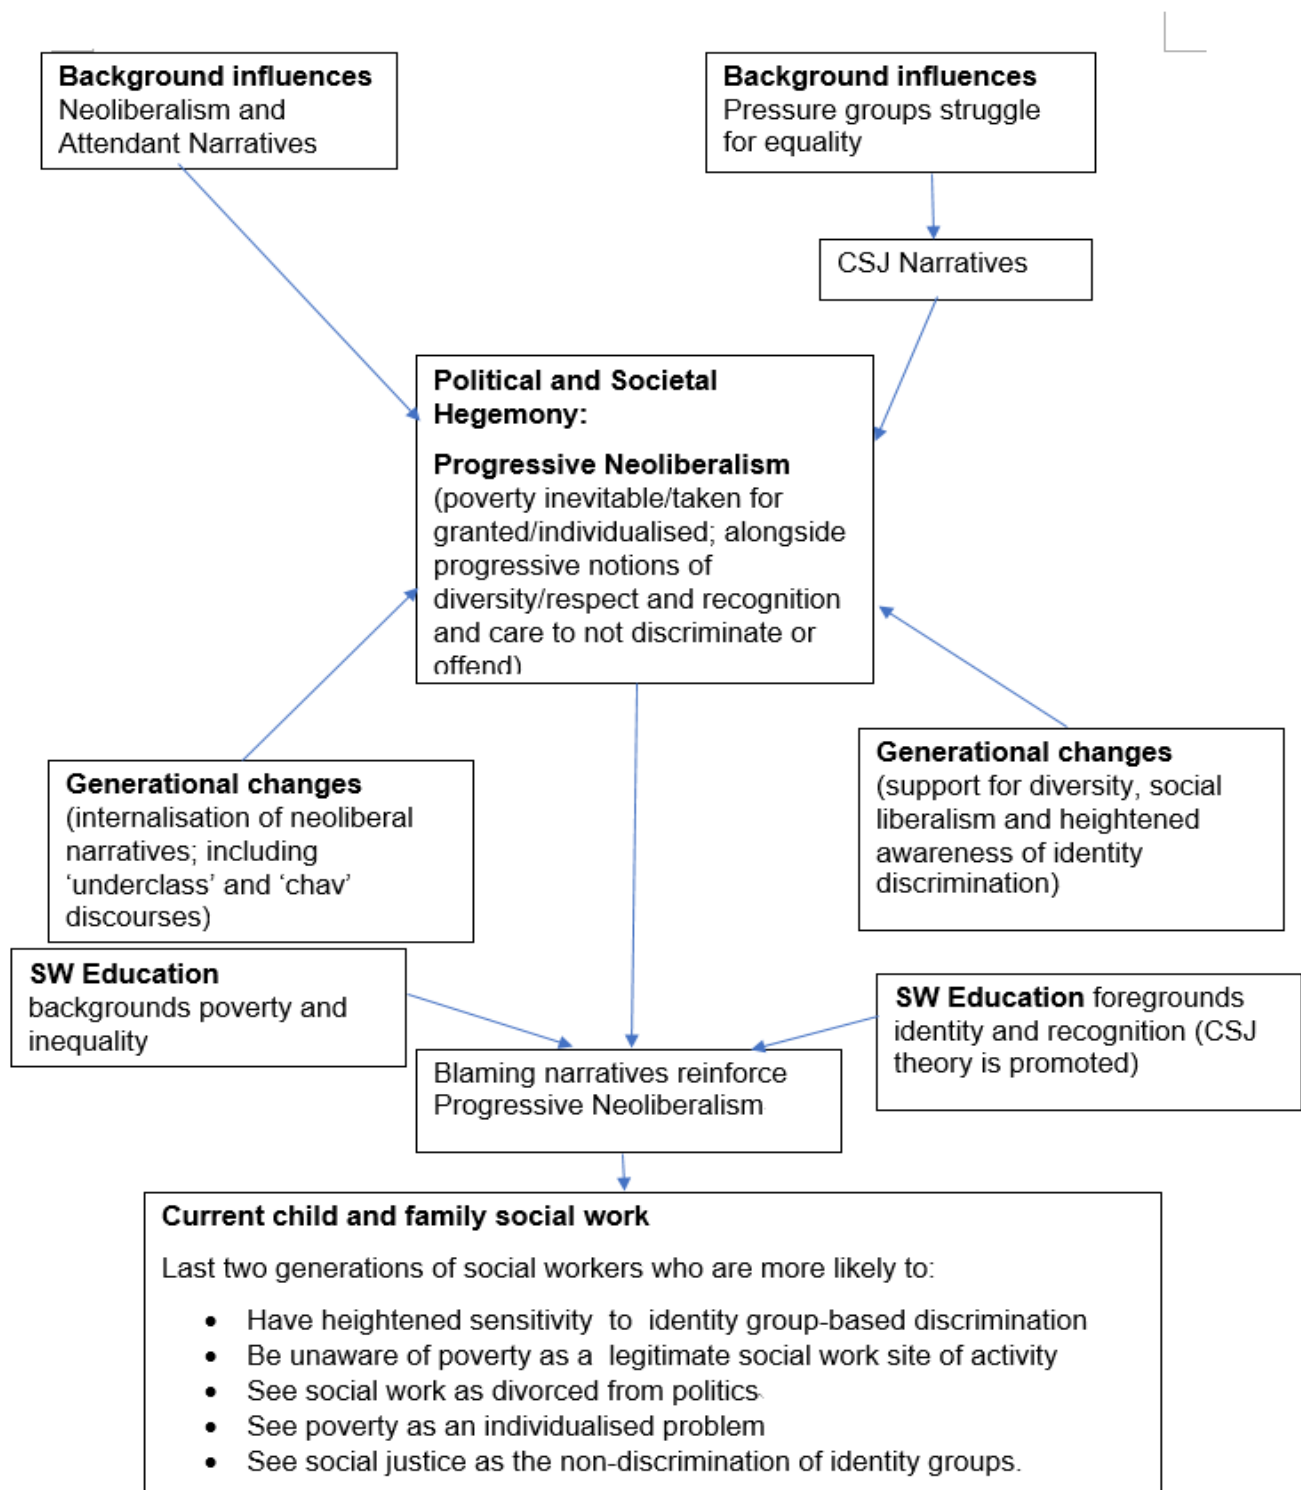 Background influences
Neoliberalism and
Attendant Narratives
Background influences
Pressure groups struggle
for equality
CSJ Narratives
Political and Societal
Hegemony:
Progressive Neoliberalism
(poverty inevitable/taken for
granted/individualised; alongside
progressive notions of
diversity/respect and recognition
and care to not discriminate or
offend)
Generational changes
(internalisation of neoliberal
narratives; including
‘underclass’ and ‘chav’
discourses)
Generational changes
(support for diversity, social
liberalism and heightened
awareness of identity
discrimination)
SW Education
backgrounds poverty and
inequality
SW Education foregrounds
identity and recognition (CSJ
theory is promoted)
Blaming narratives reinforce
Progressive Neoliberalism
Current child and family social work
Last two generations of social workers who are more likely to:
• Have heightened sensitivity to identity group-based discrimination
• Be unaware of poverty as a legitimate social work site of activity
• See social work as divorced from politics
• See poverty as an individualised problem
• See social justice as the non-discrimination of identity groups.